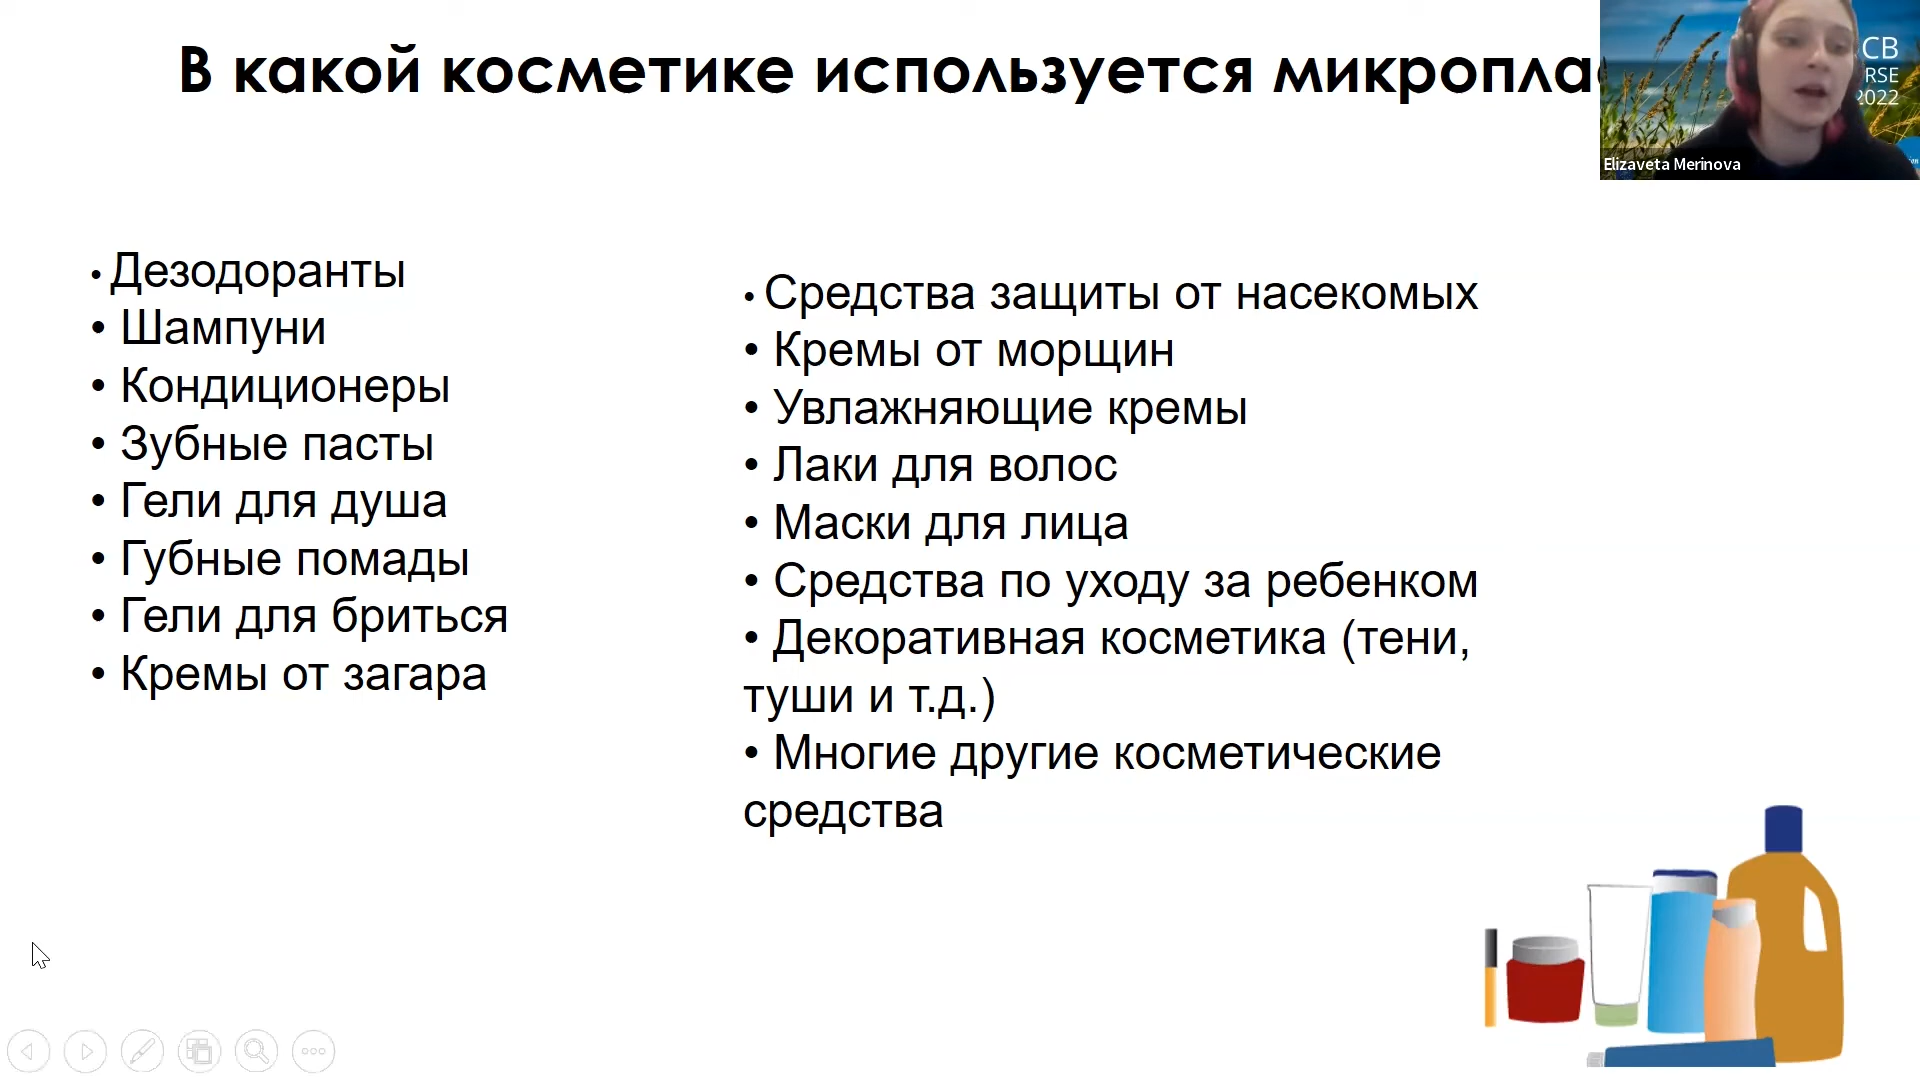 В какой косметике используется микропла
CB
RSE
2022
Elizaveta Merinova
• Дезодоранты
• Шампуни
• Кондиционеры
• Зубные пасты
• Гели для душа
• Губные помады
• Гели для бриться
• Кремы от загара
• Средства защиты от насекомых
• Кремы от морщин
• Увлажняющие кремы
• Лаки для волос
• Маски для лица
• Средства по уходу за ребенком
• Декоративная косметика (тени,
туши и т.д.)
• Многие другие косметические
средства